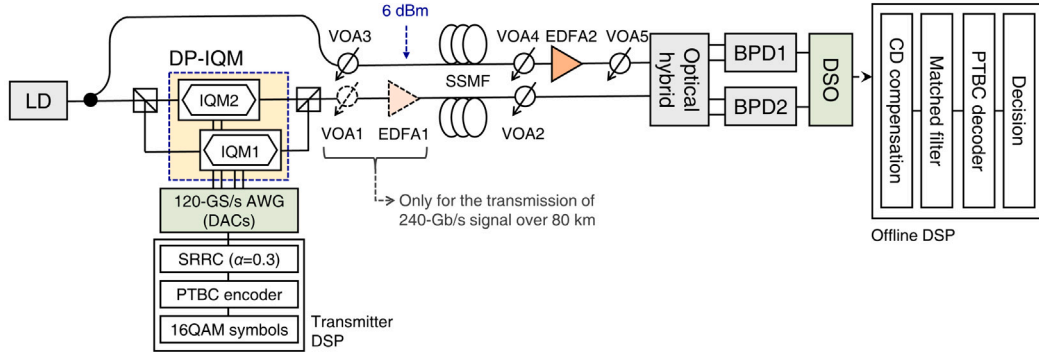 6 dBm
VOA3
VOA4
EDFA2
VOA5
DP-IQM
SSMF
LD
IQM2
IQM1
VOA1
EDFA1
VOA2
Optical
hybrid
BPD1
BPD2
DSO
CD compensation
Matched filter
PTBC decoder
Decision
Offline DSP
Only for the transmission of
240-Gb/s signal over 80 km
120-GS/s AWG
(DACs)
SRRC (α=0.3)
PTBC encoder
16QAM symbols
Transmitter
DSP